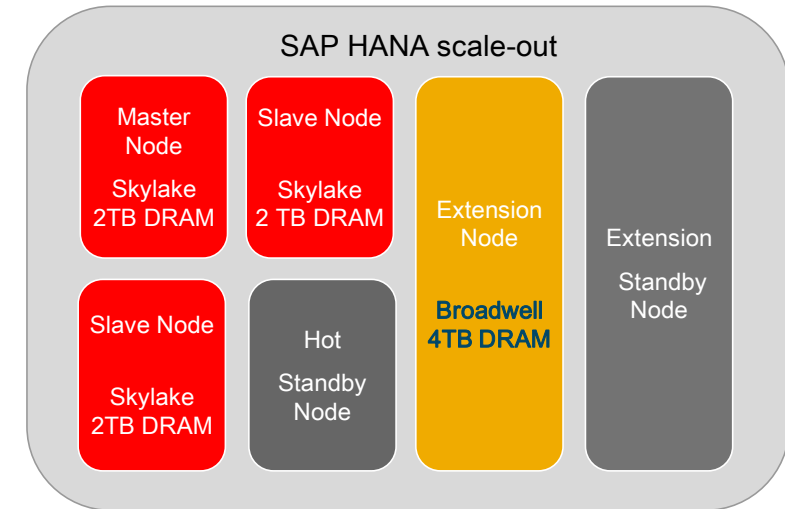 SAP HANA scale-out
Master
Node
Skylake
2TB DRAM
Slave Node
Skylake
2 TB DRAM
Slave Node
Skylake
2TB DRAM
Hot
Standby
Node
Extension
Node
Broadwell
4TB DRAM
Extension
Standby
Node